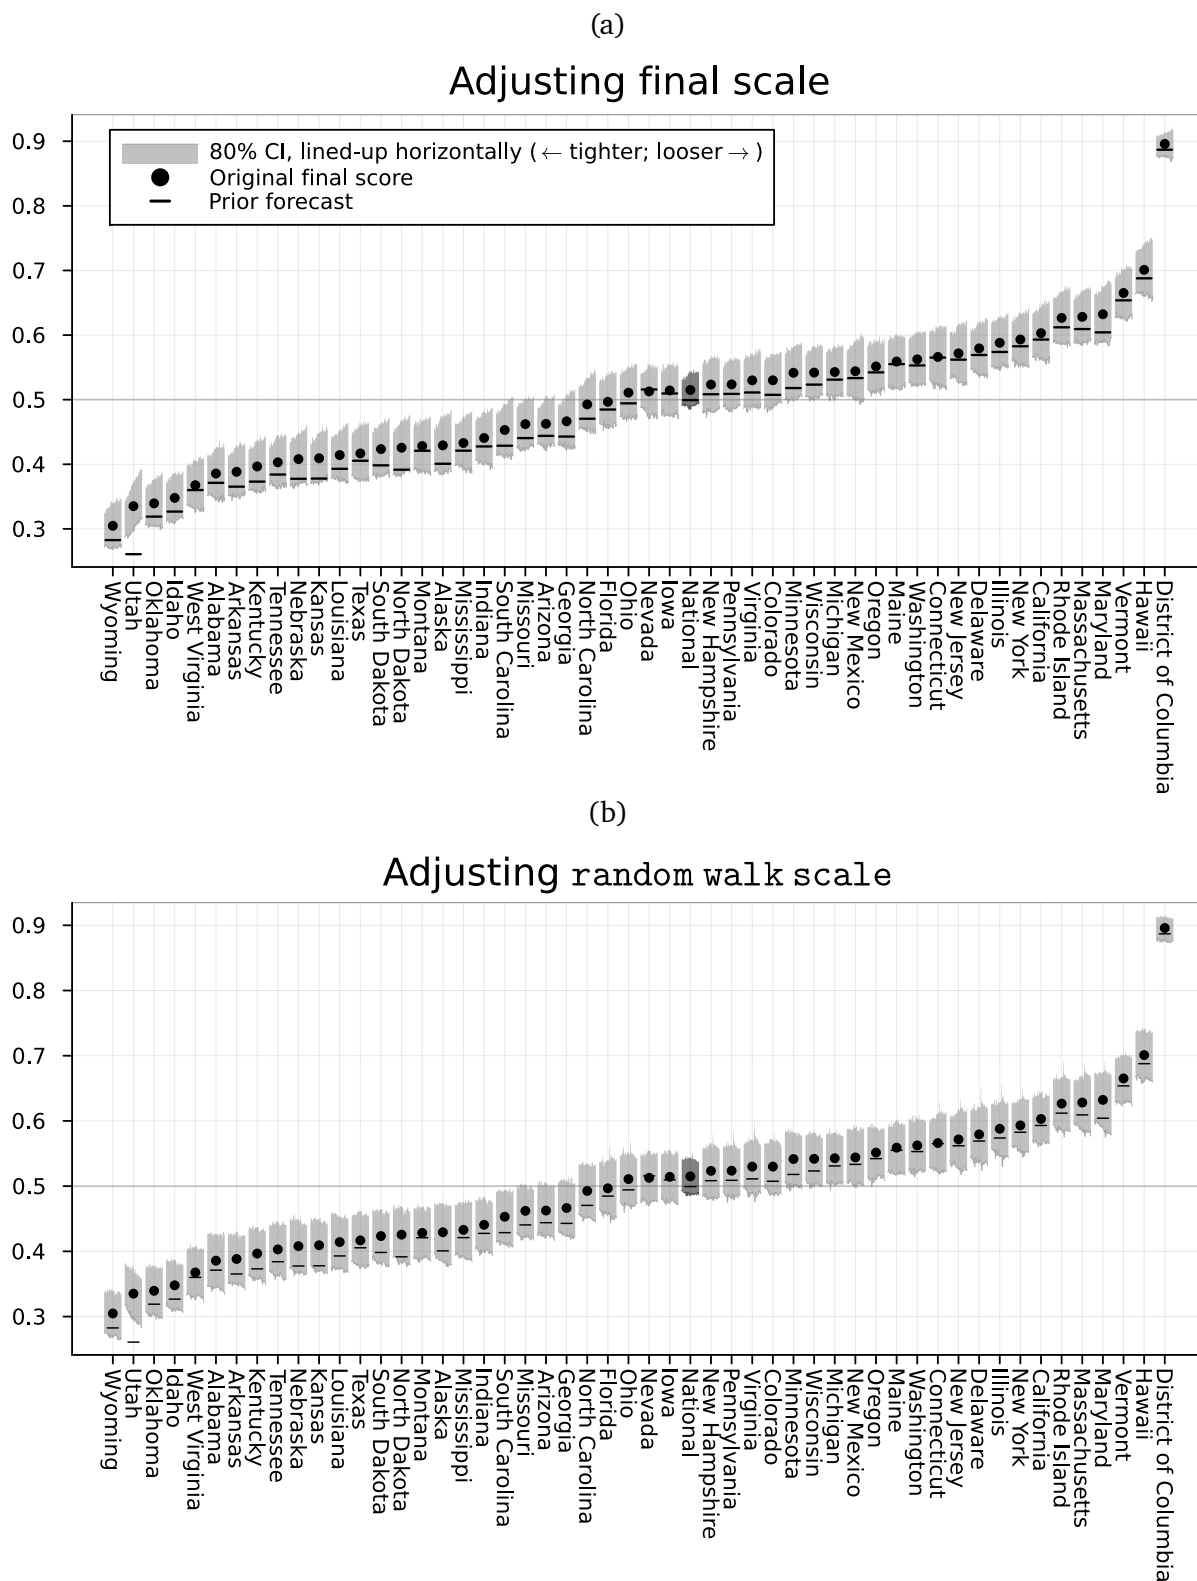 (a)
Adjusting final scale
80% CI, lined-up horizontally (← tighter; looser →)
Original final score
Prior forecast
0.9
0.8
0.7
0.6
0.5
0.4
0.3
Wyoming
Utah
Oklahoma
Idaho
West Virginia
Alabama
Arkansas
Kentucky
Tennessee
Nebraska
Kansas
Louisiana
Texas
South Dakota
North Dakota
Montana
Alaska
Mississippi
Indiana
South Carolina
Missouri
Arizona
Georgia
North Carolina
Florida
Ohio
Nevada
Iowa
National
New Hampshire
Pennsylvania
Virginia
Colorado
Minnesota
Wisconsin
Michigan
New Mexico
Oregon
Maine
Washington
Connecticut
New Jersey
Delaware
Illinois
New York
California
Rhode Island
Massachusetts
Maryland
Vermont
Hawaii
District of Columbia
(b)
Adjusting random walk scale
0.9
0.8
0.7
0.6
0.5
0.4
0.3
Wyoming
Utah
Oklahoma
Idaho
West Virginia
Alabama
Arkansas
Kentucky
Tennessee
Nebraska
Kansas
Louisiana
Texas
South Dakota
North Dakota
Montana
Alaska
Mississippi
Indiana
South Carolina
Missouri
Arizona
Georgia
North Carolina
Florida
Ohio
Nevada
Iowa
National
New Hampshire
Pennsylvania
Virginia
Colorado
Minnesota
Wisconsin
Michigan
New Mexico
Oregon
Maine
Washington
Connecticut
New Jersey
Delaware
Illinois
New York
California
Rhode Island
Massachusetts
Maryland
Vermont
Hawaii
District of Columbia